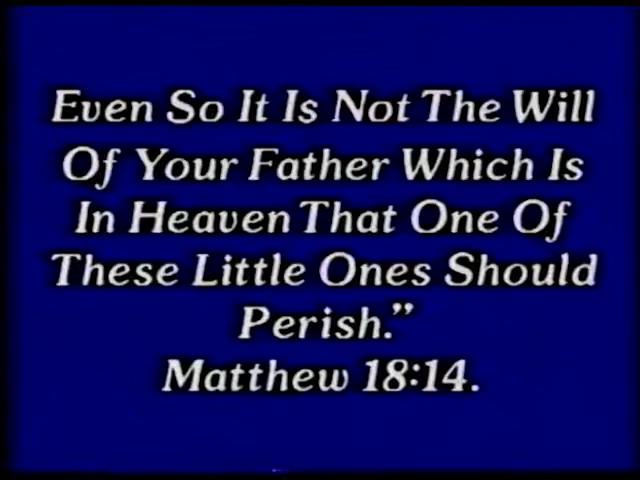 Even So It Is Not The Will
Of Your Father Which Is
In Heaven That One Of
These Little Ones Should
Perish.”
Matthew 18:14.